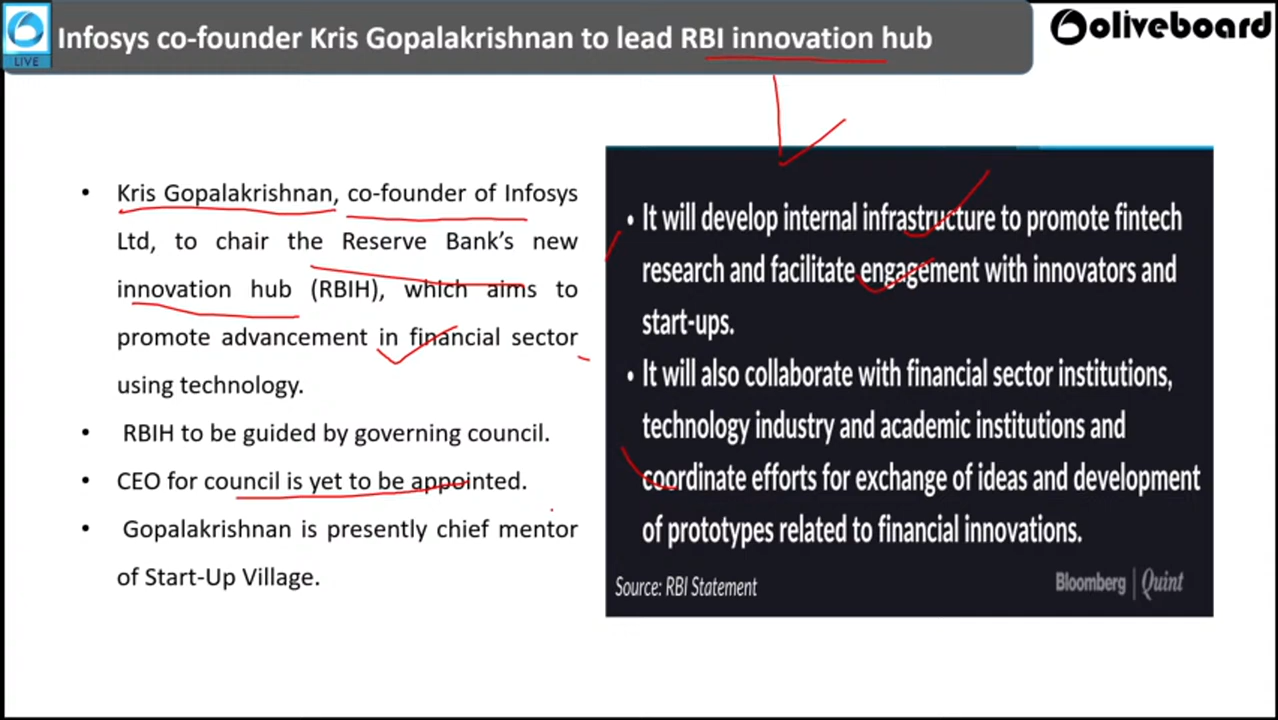 LIVE
Infosys co-founder Kris Gopalakrishnan to lead RBI innovation hub
oliveboard
• Kris Gopalakrishnan, co-founder of Infosys
Ltd, to chair the Reserve Bank's new
innovation hub (RBIH), which aims to
promote advancement in financial sector
using technology.
• RBIH to be guided by governing council.
• CEO for council is yet to be appointed.
• Gopalakrishnan is presently chief mentor
of Start-Up Village.
• It will develop internal infrastructure to promote fintech
research and facilitate engagement with innovators and
start-ups.
• It will also collaborate with financial sector institutions,
technology industry and academic institutions and
coordinate efforts for exchange of ideas and development
of prototypes related to financial innovations.
Source: RBI Statement
Bloomberg | Quint